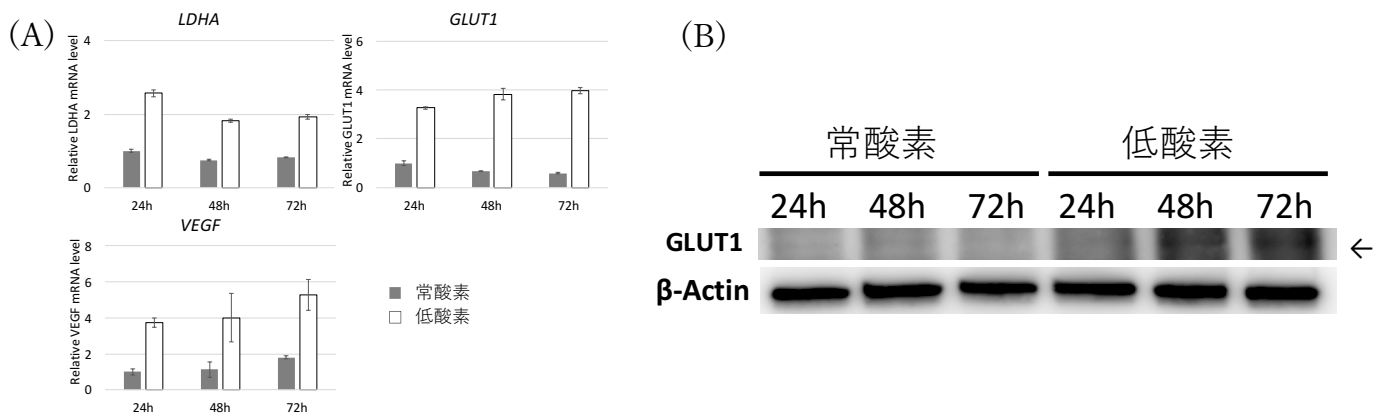 (A)
LDHA
Relative LDHA mRNA level
4
2
0
24h 48h 72h
GLUT1
Relative GLUT1 mRNA level
6
4
2
0
24h 48h 72h
VEGF
Relative VEGF mRNA level
8
6
4
2
0
24h 48h 72h
常酸素
低酸素
(B)
常酸素 低酸素
24h 48h 72h 24h 48h 72h
GLUT1 ←
β-Actin